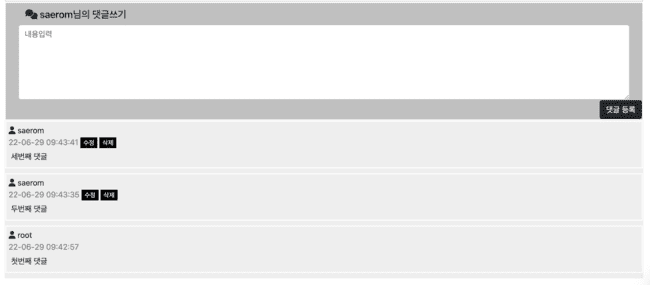 saerom님의 댓글쓰기
내용입력
댓글 등록
saerom
22-06-29 09:43:41 수정 삭제
세번째 댓글
saerom
22-06-29 09:43:35 수정 삭제
두번째 댓글
root
22-06-29 09:42:57
첫번째 댓글